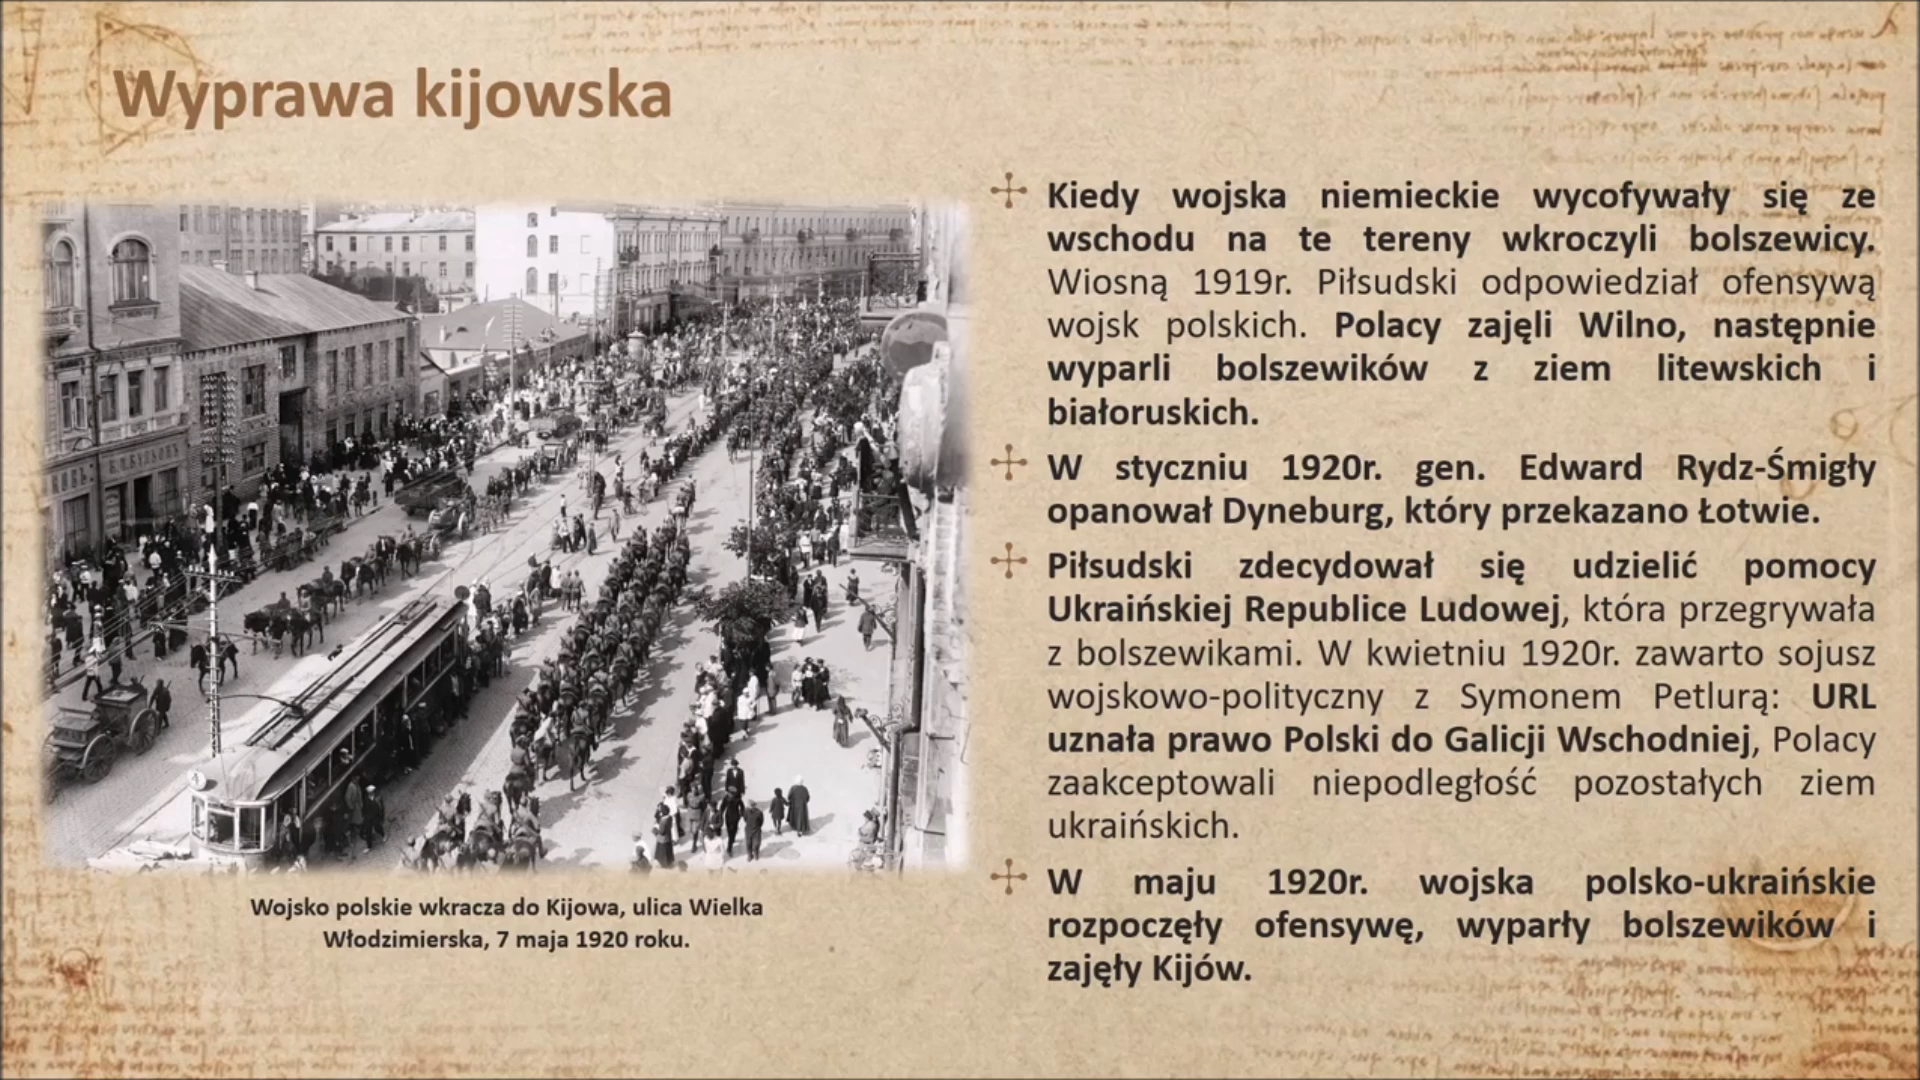 Wyprawa kijowska
Kiedy wojska niemieckie wycofywały się ze
wschodu na te tereny wkroczyli bolszewicy.
Wiosną 1919r. Piłsudski odpowiedział ofensywą
wojsk polskich. Polacy zajęli Wilno, następnie
wyparli bolszewików z ziem litewskich i
białoruskich.
W styczniu 1920r. gen. Edward Rydz-Śmigły
opanował Dyneburg, który przekazano Łotwie.
Piłsudski zdecydował się udzielić pomocy
Ukraińskiej Republice Ludowej, która przegrywała
z bolszewikami. W kwietniu 1920r. zawarto sojusz
wojskowo-polityczny z Symonem Petlurą: URL
uznała prawo Polski do Galicji Wschodniej, Polacy
zaakceptowali niepodległość pozostałych ziem
ukraińskich.
W maju 1920r. wojska polsko-ukraińskie
rozpoczęły ofensywę, wyparły bolszewików i
zajęły Kijów.
Wojsko polskie wkracza do Kijowa, ulica Wielka
Włodzimierska, 7 maja 1920 roku.